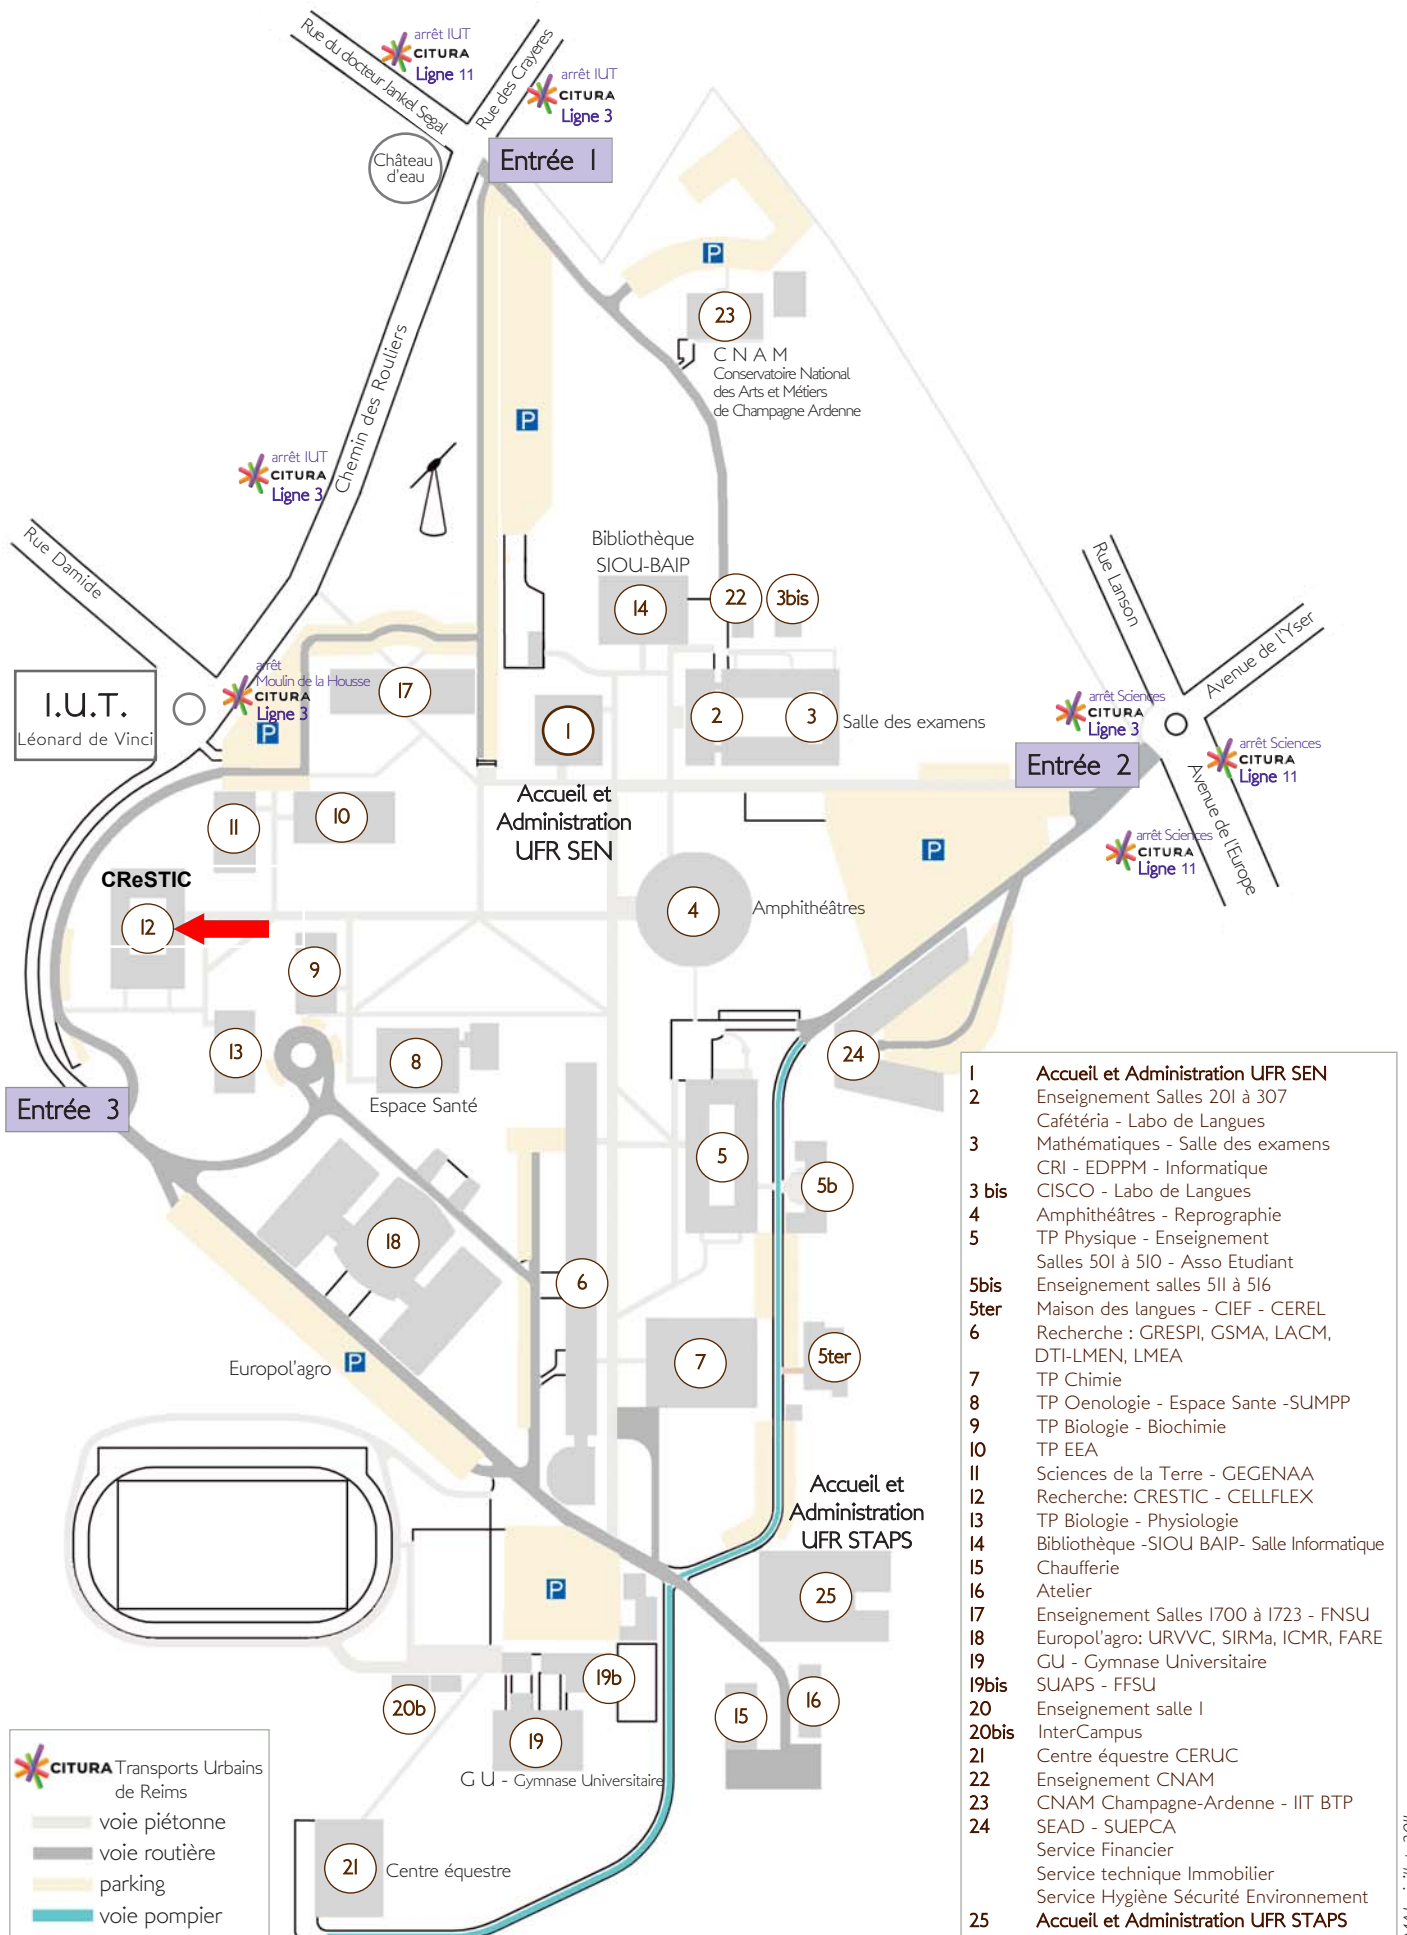 Rue du docteur Jankel Segal
arrêt IUT
CITURA
Ligne 11
Rue des Crayeres
arrêt IUT
CITURA
Ligne 3
Château
d'eau
Entrée 1
P
23
C N A M
Conservatoire National
des Arts et Métiers
de Champagne Ardenne
Chemin des Rouliers
P
arrêt IUT
CITURA
Ligne 3
Rue Damide
Bibliothèque
SIOU-BAIP
14
22
3bis
Rue Lanson
Avenue de l'Yser
I.U.T.
Léonard de Vinci
arrêt
Moulin de la Housse
CITURA
Ligne 3
P
17
1
2
3
Salle des examens
arrêt Sciences
CITURA
Ligne 3
Entrée 2
arrêt Sciences
CITURA
Ligne 11
Avenue de l'Europe
arrêt Sciences
CITURA
Ligne 11
Accueil et
Administration
UFR SEN
11
10
P
CReSTIC
12
4
Amphithéâtres
9
13
8
Espace Santé
24
Entrée 3
5
5b
18
6
Europol'agro
P
7
5ter
Accueil et
Administration
UFR STAPS
P
25
19b
20b
19
15
16
G U - Gymnase Universitaire
21
Centre équestre
CITURA Transports Urbains
de Reims
voie piétonne
voie routière
parking
voie pompier
1 Accueil et Administration UFR SEN
2 Enseignement Salles 201 à 307
Cafétéria - Labo de Langues
3 Mathématiques - Salle des examens
CRI - EDPPM - Informatique
3 bis CISCO - Labo de Langues
4 Amphithéâtres - Reprographie
5 TP Physique - Enseignement
Salles 501 à 510 - Asso Etudiant
5bis Enseignement salles 511 à 516
5ter Maison des langues - CIEF - CEREL
6 Recherche : GRESPI, GSMA, LACM,
DTI-LMEN, LMEA
7 TP Chimie
8 TP Oenologie - Espace Sante -SUMPP
9 TP Biologie - Biochimie
10 TP EEA
11 Sciences de la Terre - GEGENAA
12 Recherche: CRESTIC - CELLFLEX
13 TP Biologie - Physiologie
14 Bibliothèque -SIOU BAIP- Salle Informatique
15 Chaufferie
16 Atelier
17 Enseignement Salles 1700 à 1723 - FNSU
18 Europol'agro: URVVC, SIRMa, ICMR, FARE
19 GU - Gymnase Universitaire
19bis SUAPS - FFSU
20 Enseignement salle 1
20bis InterCampus
21 Centre équestre CERUC
22 Enseignement CNAM
23 CNAM Champagne-Ardenne - IIT BTP
24 SEAD - SUEPCA
Service Financier
Service technique Immobilier
Service Hygiène Sécurité Environnement
25 Accueil et Administration UFR STAPS